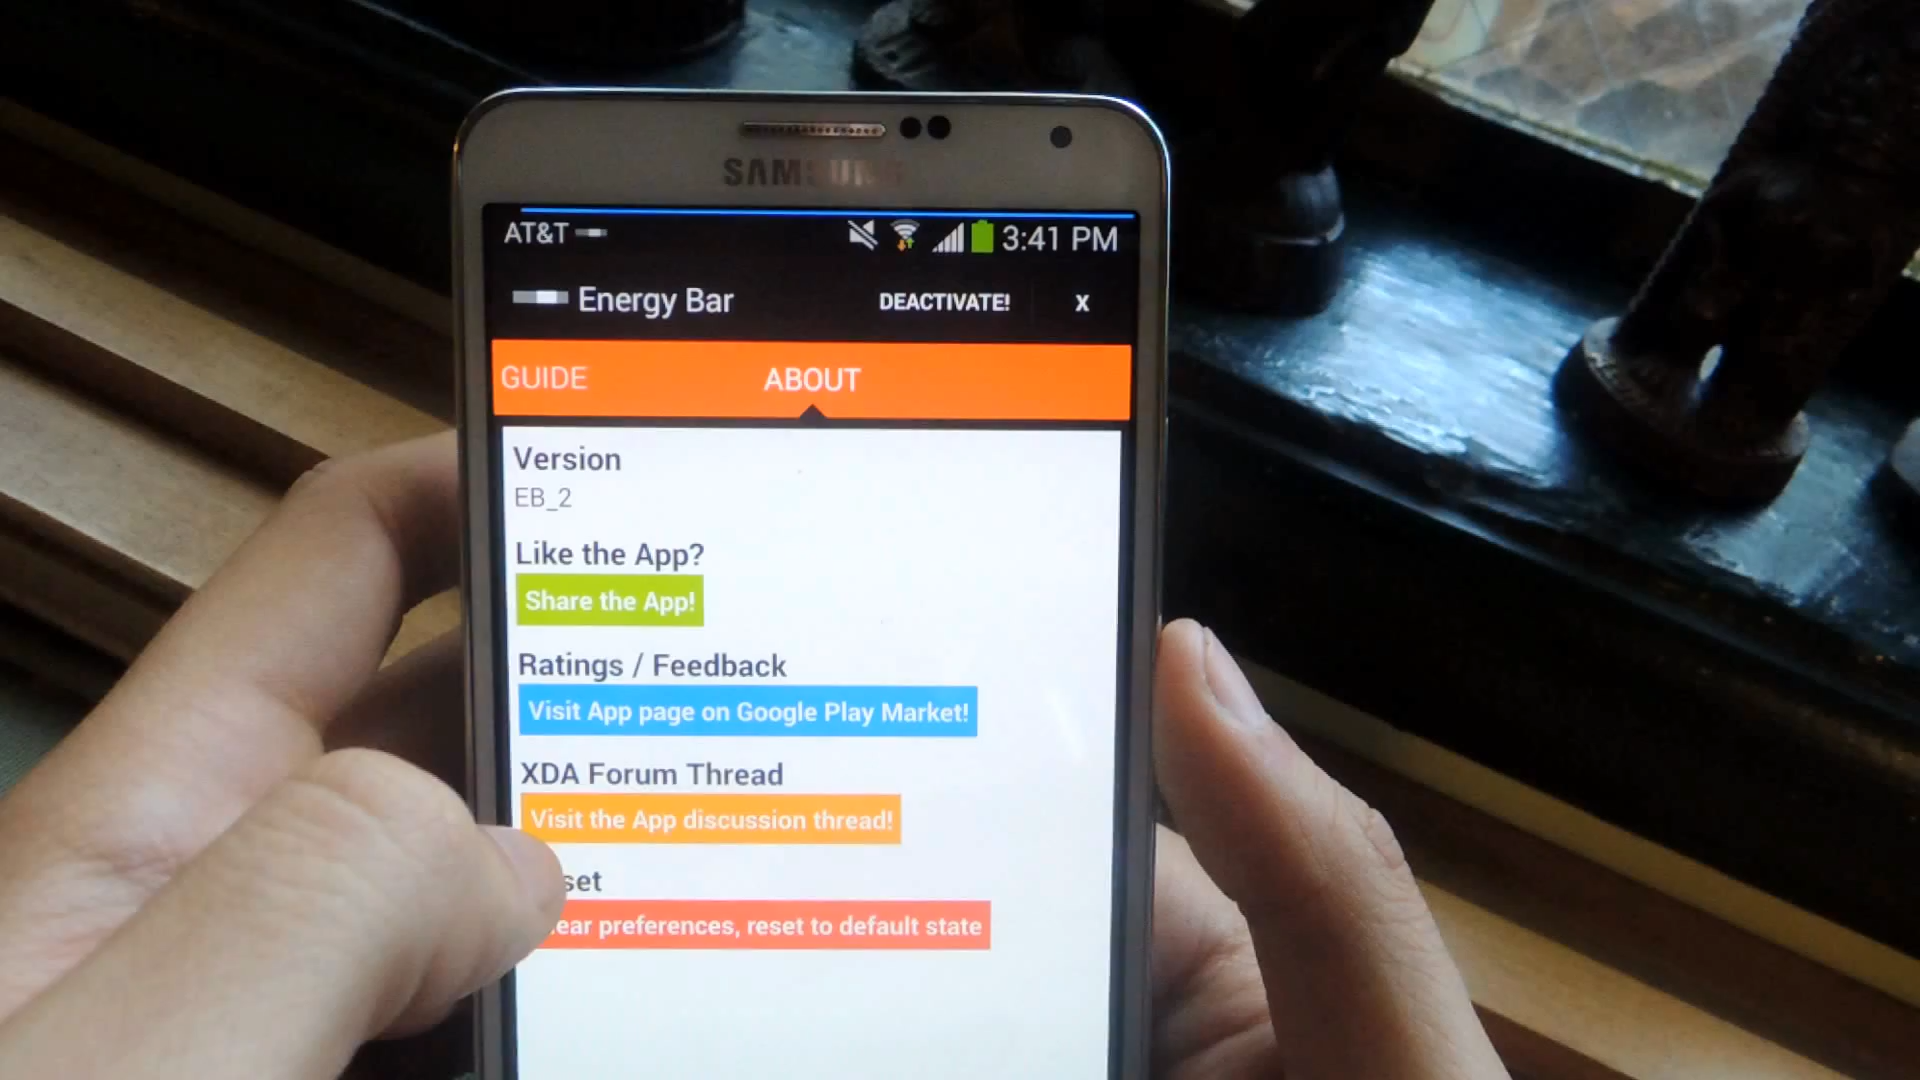 SAMSUNG
AT&T 3:41 PM
Energy Bar DEACTIVATE! X
GUIDE ABOUT
Version
EB_2
Like the App?
Share the App!
Ratings / Feedback
Visit App page on Google Play Market!
XDA Forum Thread
Visit the App discussion thread!
set
ear preferences, reset to default state